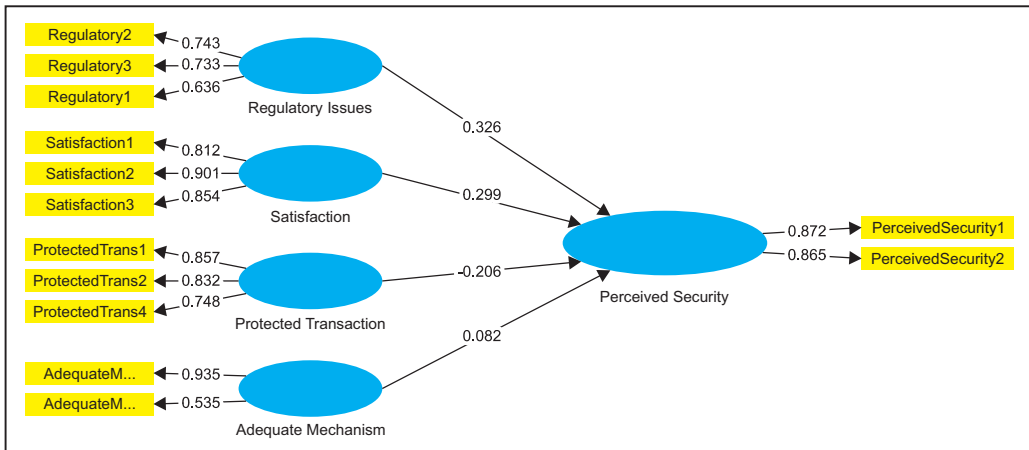 Regulatory2
0.743
Regulatory3
0.733
Regulatory1
0.636
Regulatory Issues
0.326
Satisfaction1
0.812
Satisfaction2
0.901
Satisfaction3
0.854
Satisfaction
0.299
ProtectedTrans1
0.857
ProtectedTrans2
0.832
ProtectedTrans4
0.748
Protected Transaction
-0.206
AdequateM...
0.935
AdequateM...
0.535
Adequate Mechanism
0.082
Perceived Security
0.872
PerceivedSecurity1
0.865
PerceivedSecurity2